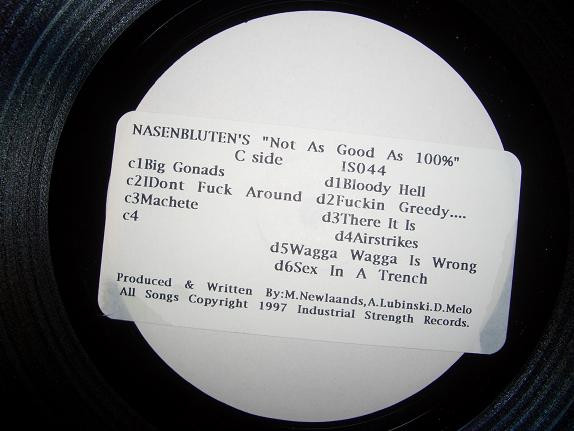 NASENBLUTEN'S "Not As Good As 100%"
C side IS044
c1Big Gonads d1Bloody Hell
c2IDont Fuck Around d2Fuckin Greedy....
c3Machete d3There It Is
c4 d4Airstrikes
d5Wagga Wagga Is Wrong
d6Sex In A Trench
Produced & Written By:M.Newlaands,A.Lubinski.D.Melo
All Songs Copyright 1997 Industrial Strength Records.